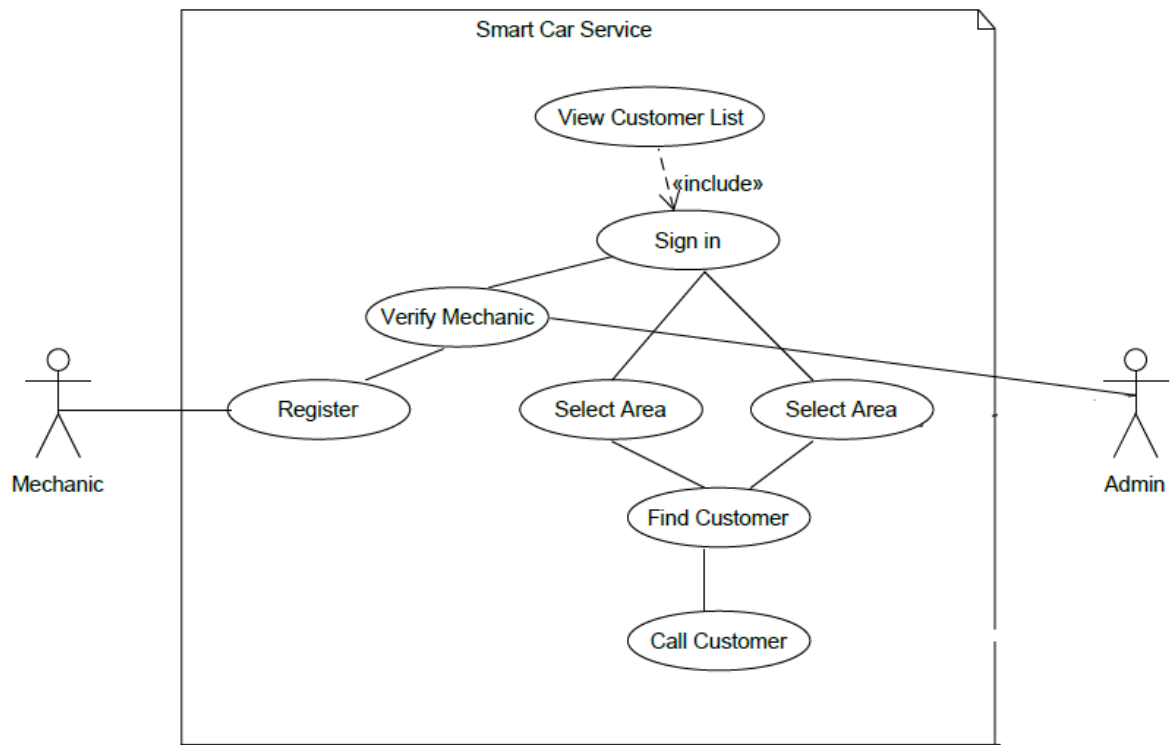 Smart Car Service
View Customer List
«include»
Sign in
Verify Mechanic
Register
Select Area
Select Area
Mechanic
Admin
Find Customer
Call Customer